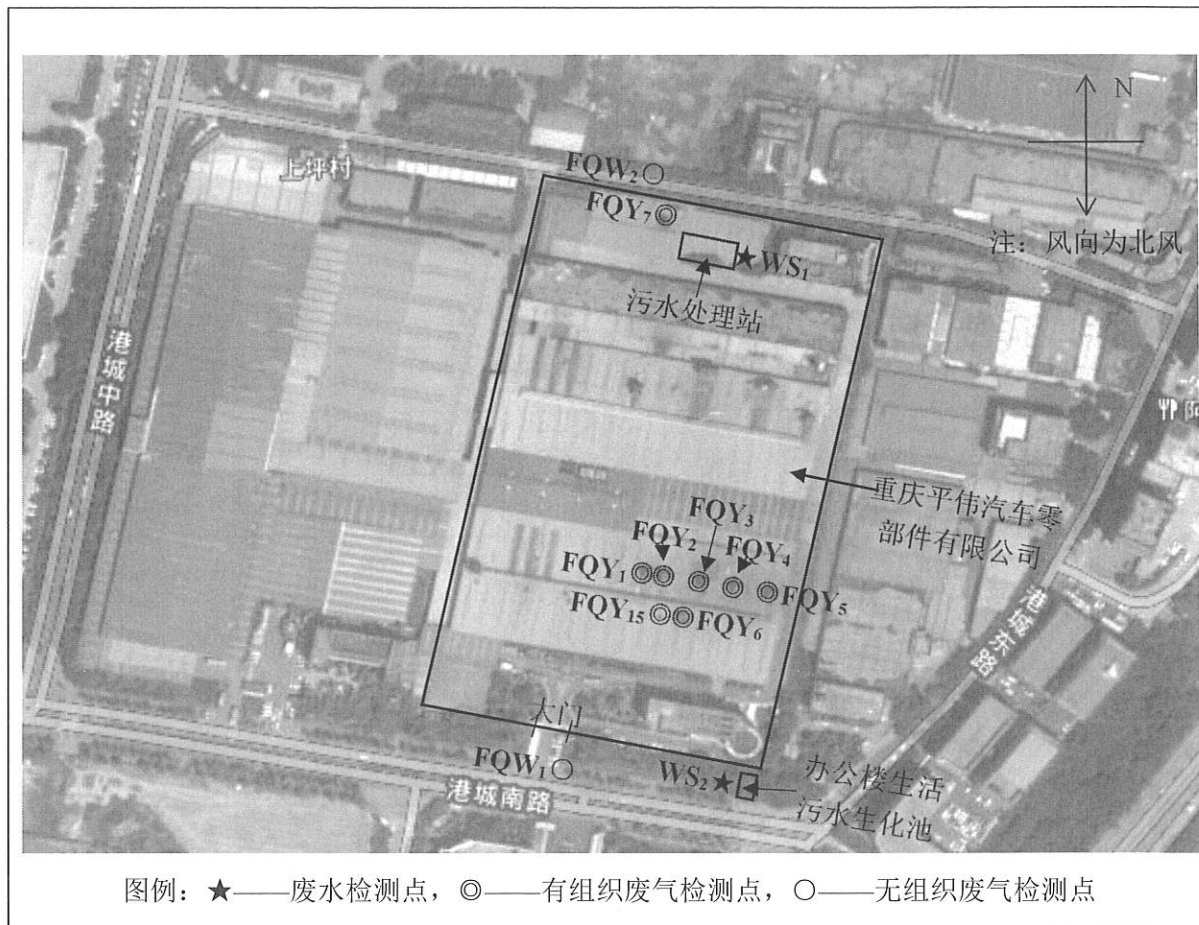 N
上坪村
FQW₂
FQY₇
注：风向为北风
WS₁
污水处理站
港城中路
重庆平伟汽车零
部件有限公司
FQY₃
FQY₂
FQY₄
FQY₁
FQY₅
FQY₁₅
FQY₆
港城东路
大门
FQW₁
WS₂
办公楼生活
污水生化池
港城南路
图例：★——废水检测点，◎——有组织废气检测点，○——无组织废气检测点